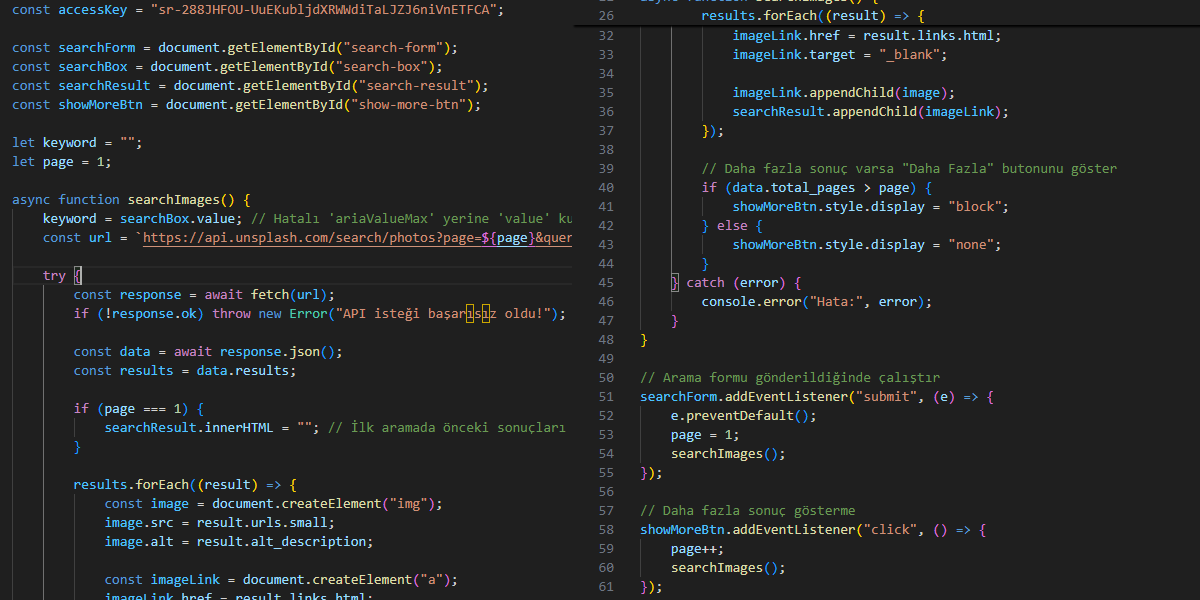 const accessKey = "sr-288JHFOU-UuEKubljdXRWWdiTaLJZJ6niVnETFCA";
const searchForm = document.getElementById("search-form");
const searchBox = document.getElementById("search-box");
const searchResult = document.getElementById("search-result");
const showMoreBtn = document.getElementById("show-more-btn");
let keyword = "";
let page = 1;
async function searchImages() {
keyword = searchBox.value; // Hatalı 'ariaValueMax' yerine 'value' ku
const url = `https://api.unsplash.com/search/photos?page=${page}&quer
try {
const response = await fetch(url);
if (!response.ok) throw new Error("API isteği başarısız oldu!");
const data = await response.json();
const results = data.results;
if (page === 1) {
searchResult.innerHTML = ""; // İlk aramada önceki sonuçları
}
results.forEach((result) => {
const image = document.createElement("img");
image.src = result.urls.small;
image.alt = result.alt_description;
const imageLink = document.createElement("a");
imageLink.href = result.links.html;
26 results.forEach((result) => {
32 imageLink.href = result.links.html;
33 imageLink.target = "_blank";
34
35 imageLink.appendChild(image);
36 searchResult.appendChild(imageLink);
37 });
38
39 // Daha fazla sonuç varsa "Daha Fazla" butonunu göster
40 if (data.total_pages > page) {
41 showMoreBtn.style.display = "block";
42 } else {
43 showMoreBtn.style.display = "none";
44 }
45 } catch (error) {
46 console.error("Hata:", error);
47 }
48 }
49
50 // Arama formu gönderildiğinde çalıştır
51 searchForm.addEventListener("submit", (e) => {
52 e.preventDefault();
53 page = 1;
54 searchImages();
55 });
56
57 // Daha fazla sonuç gösterme
58 showMoreBtn.addEventListener("click", () => {
59 page++;
60 searchImages();
61 });